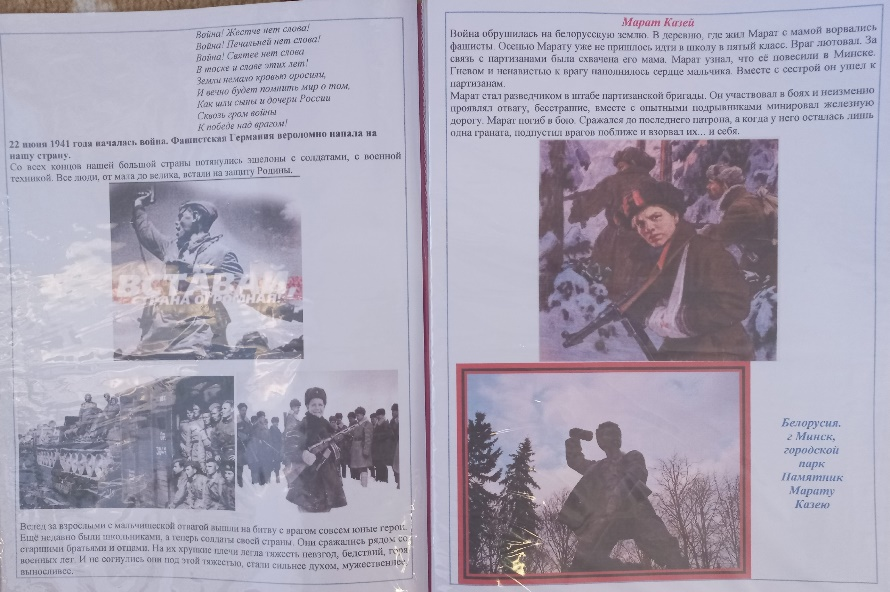 Война! Жестче нет слова!
Война! Печальней нет слова!
Война! Святее нет слова
В тоске и славе этих лет!
Земли немало кровью оросили,
И вечно будет помнить мир о том,
Как шли сыны и дочери России
Сквозь гром войны
К победе над врагом!
22 июня 1941 года началась война. Фашистская Германия вероломно напала на
нашу страну.
Со всех концов нашей большой страны потянулись эшелоны с солдатами, с военной
техникой. Все люди, от мала до велика, встали на защиту Родины.
ВСТАВАЙ
СТРАНА ОГРОМНАЯ!
Вслед за взрослыми с мальчишеской отвагой вышли на битву с врагом совсем юные герои.
Ещё недавно были школьниками, а теперь солдаты своей страны. Они сражались рядом со
старшими братьями и отцами. На их хрупкие плечи легла тяжесть невзгод, бедствий, горя
военных лет. И не согнулись они под этой тяжестью, стали сильнее духом, мужественнее,
выносливее.
Марат Казей
Война обрушилась на белорусскую землю. В деревню, где жил Марат с мамой ворвались
фашисты. Осенью Марату уже не пришлось идти в школу в пятый класс. Враг лютовал. За
связь с партизанами была схвачена его мама. Марат узнал, что её повесили в Минске.
Гневом и ненавистью к врагу наполнилось сердце мальчика. Вместе с сестрой он ушел к
партизанам.
Марат стал разведчиком в штабе партизанской бригады. Он участвовал в боях и неизменно
проявлял отвагу, бесстрашие, вместе с опытными подрывниками минировал железную
дорогу. Марат погиб в бою. Сражался до последнего патрона, а когда у него осталась лишь
одна граната, подпустил врагов поближе и взорвал их... и себя.
Белорусия.
г Минск,
городской
парк
Памятник
Марату
Казею